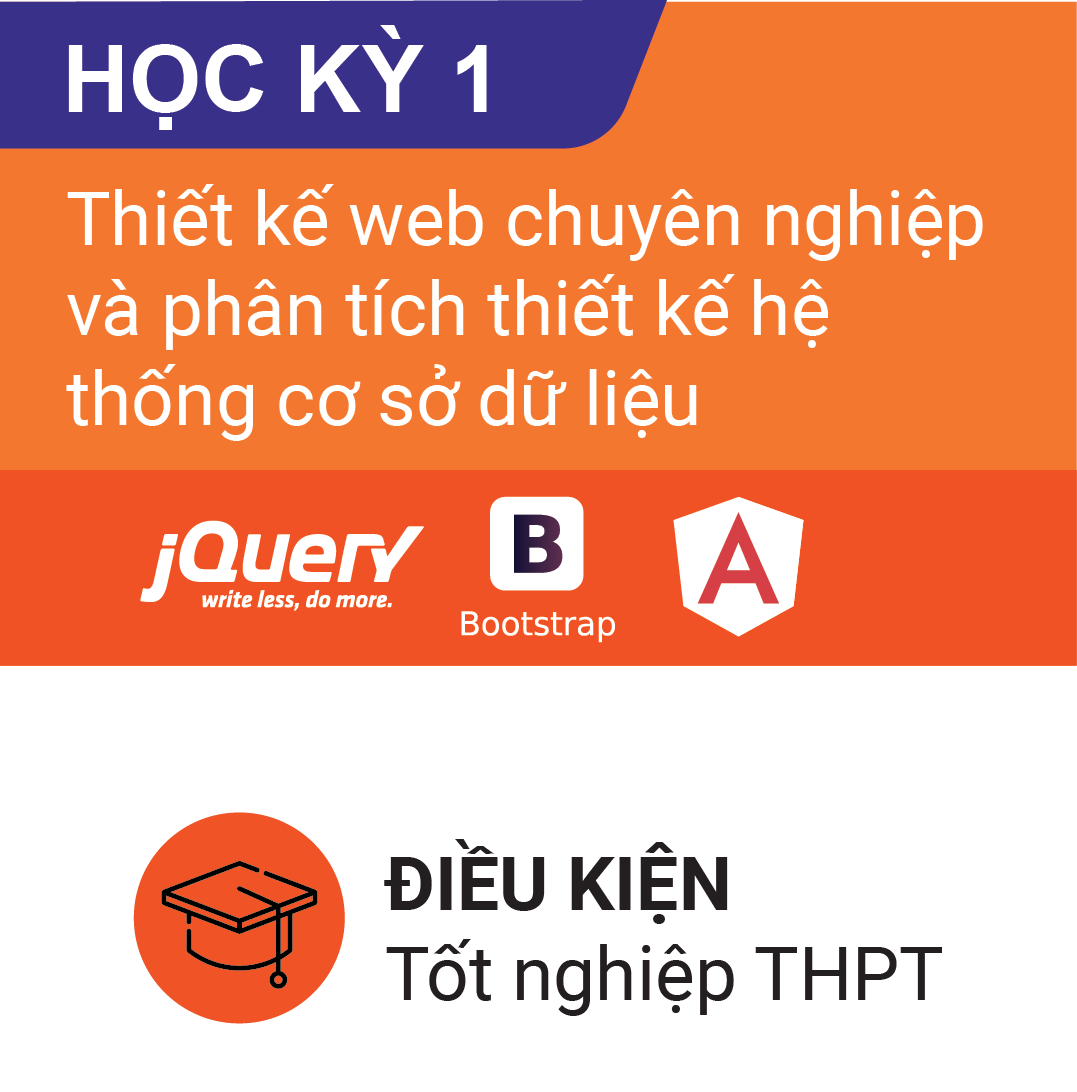 HỌC KỲ 1
Thiết kế web chuyên nghiệp
và phân tích thiết kế hệ
thống cơ sở dữ liệu
jQuery
write less, do more.
B
Bootstrap
A
ĐIỀU KIỆN
Tốt nghiệp THPT